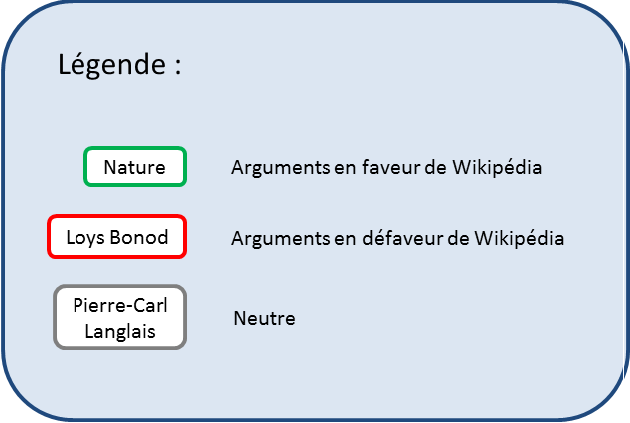 Légende :
Nature Arguments en faveur de Wikipédia
Loys Bonod Arguments en défaveur de Wikipédia
Pierre-Carl
Langlais
Neutre